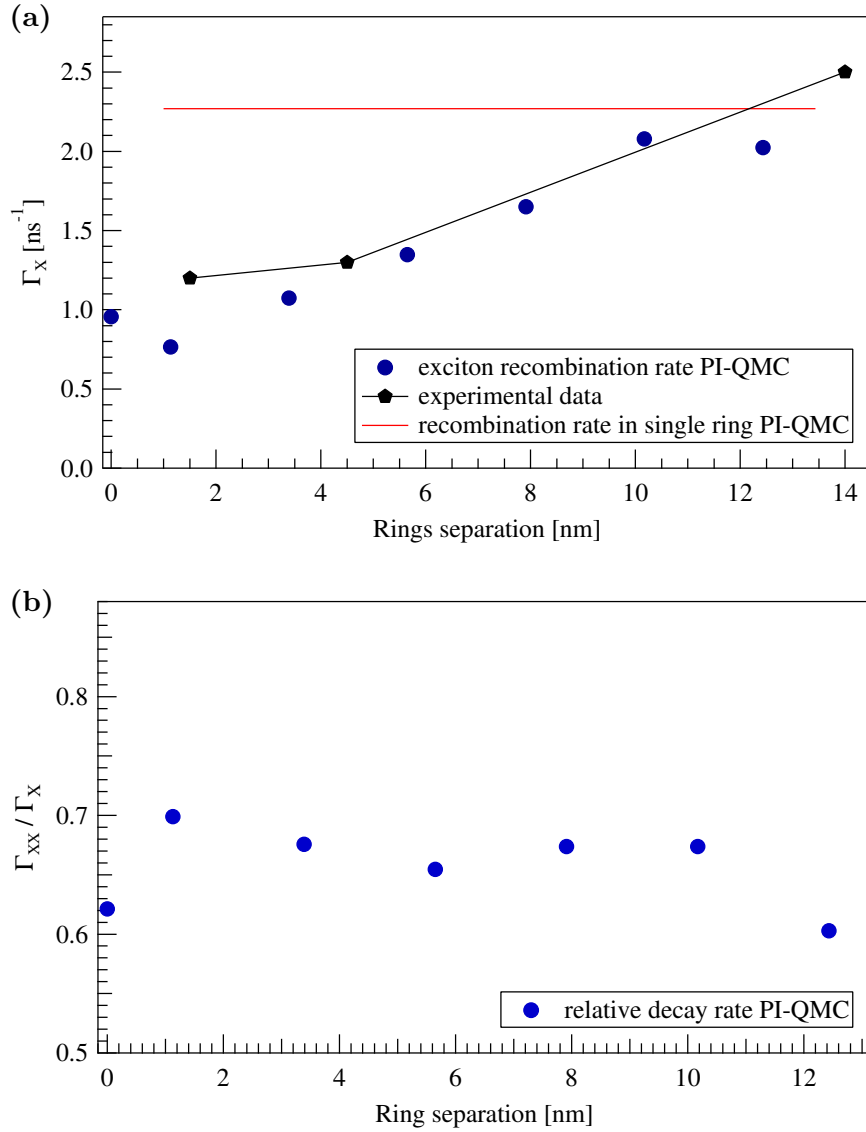 (a)
2.5
2.0
1.5
1.0
0.5
0.0
Γ_X [ns⁻¹]
exciton recombination rate PI-QMC
experimental data
recombination rate in single ring PI-QMC
0 2 4 6 8 10 12 14
Rings separation [nm]
(b)
0.8
0.7
0.6
0.5
Γ_XX / Γ_X
relative decay rate PI-QMC
0 2 4 6 8 10 12
Ring separation [nm]